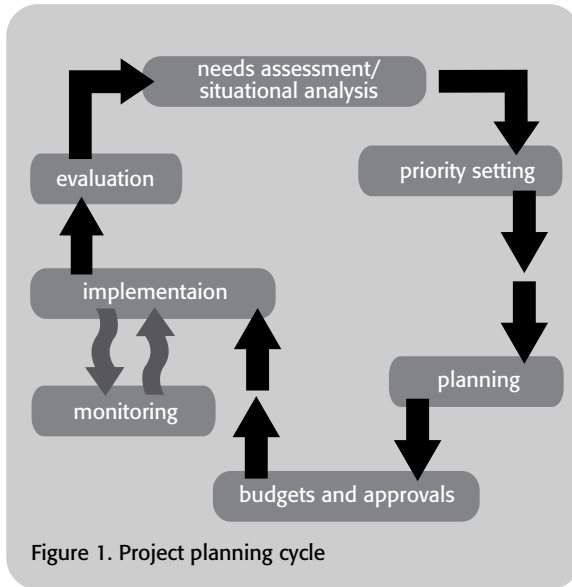 needs assessment/
situational analysis
priority setting
evaluation
implementaion
planning
monitoring
budgets and approvals
Figure 1. Project planning cycle